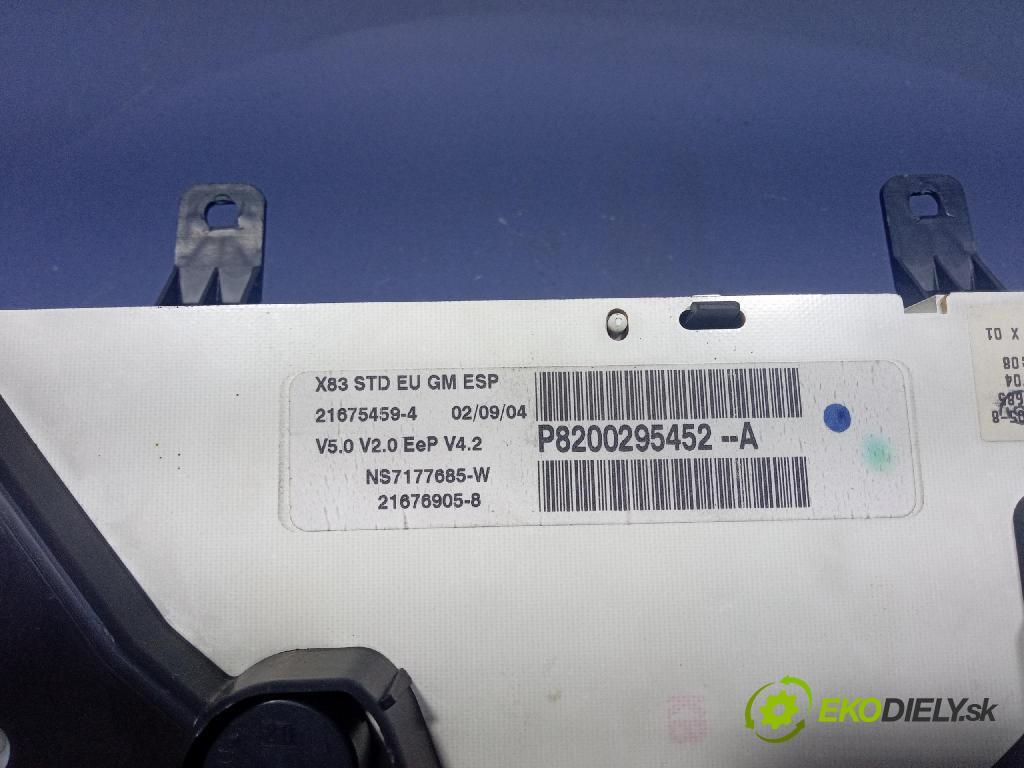 X83 STD EU GM ESP
21675459-4 02/09/04
V5.0 V2.0 EeP V4.2
P8200295452 --A
NS7177685-W
21676905-8
X 01
EKODIELY.sk